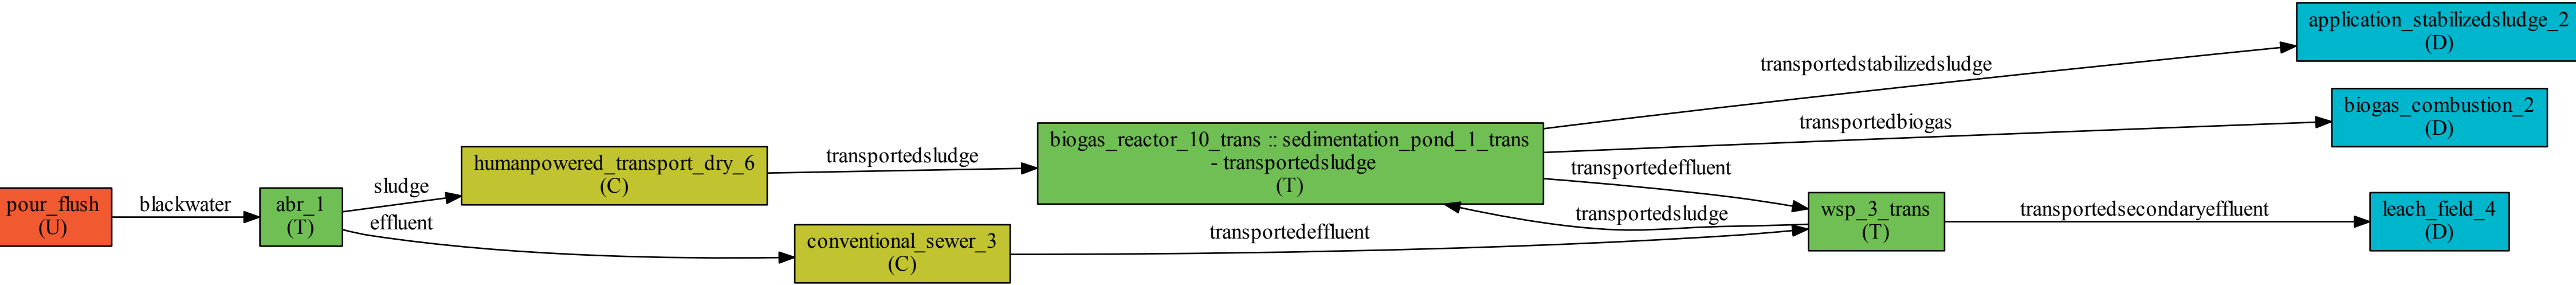 pour_flush
(U)
blackwater
abr_1
(T)
sludge
effluent
humanpowered_transport_dry_6
(C)
conventional_sewer_3
(C)
transportedsludge
transportedeffluent
biogas_reactor_10_trans :: sedimentation_pond_1_trans
- transportedsludge
(T)
transportedstabilizedsludge
transportedbiogas
transportedeffluent
transportedsludge
wsp_3_trans
(T)
transportedsecondaryeffluent
application_stabilizedsludge_2
(D)
biogas_combustion_2
(D)
leach_field_4
(D)